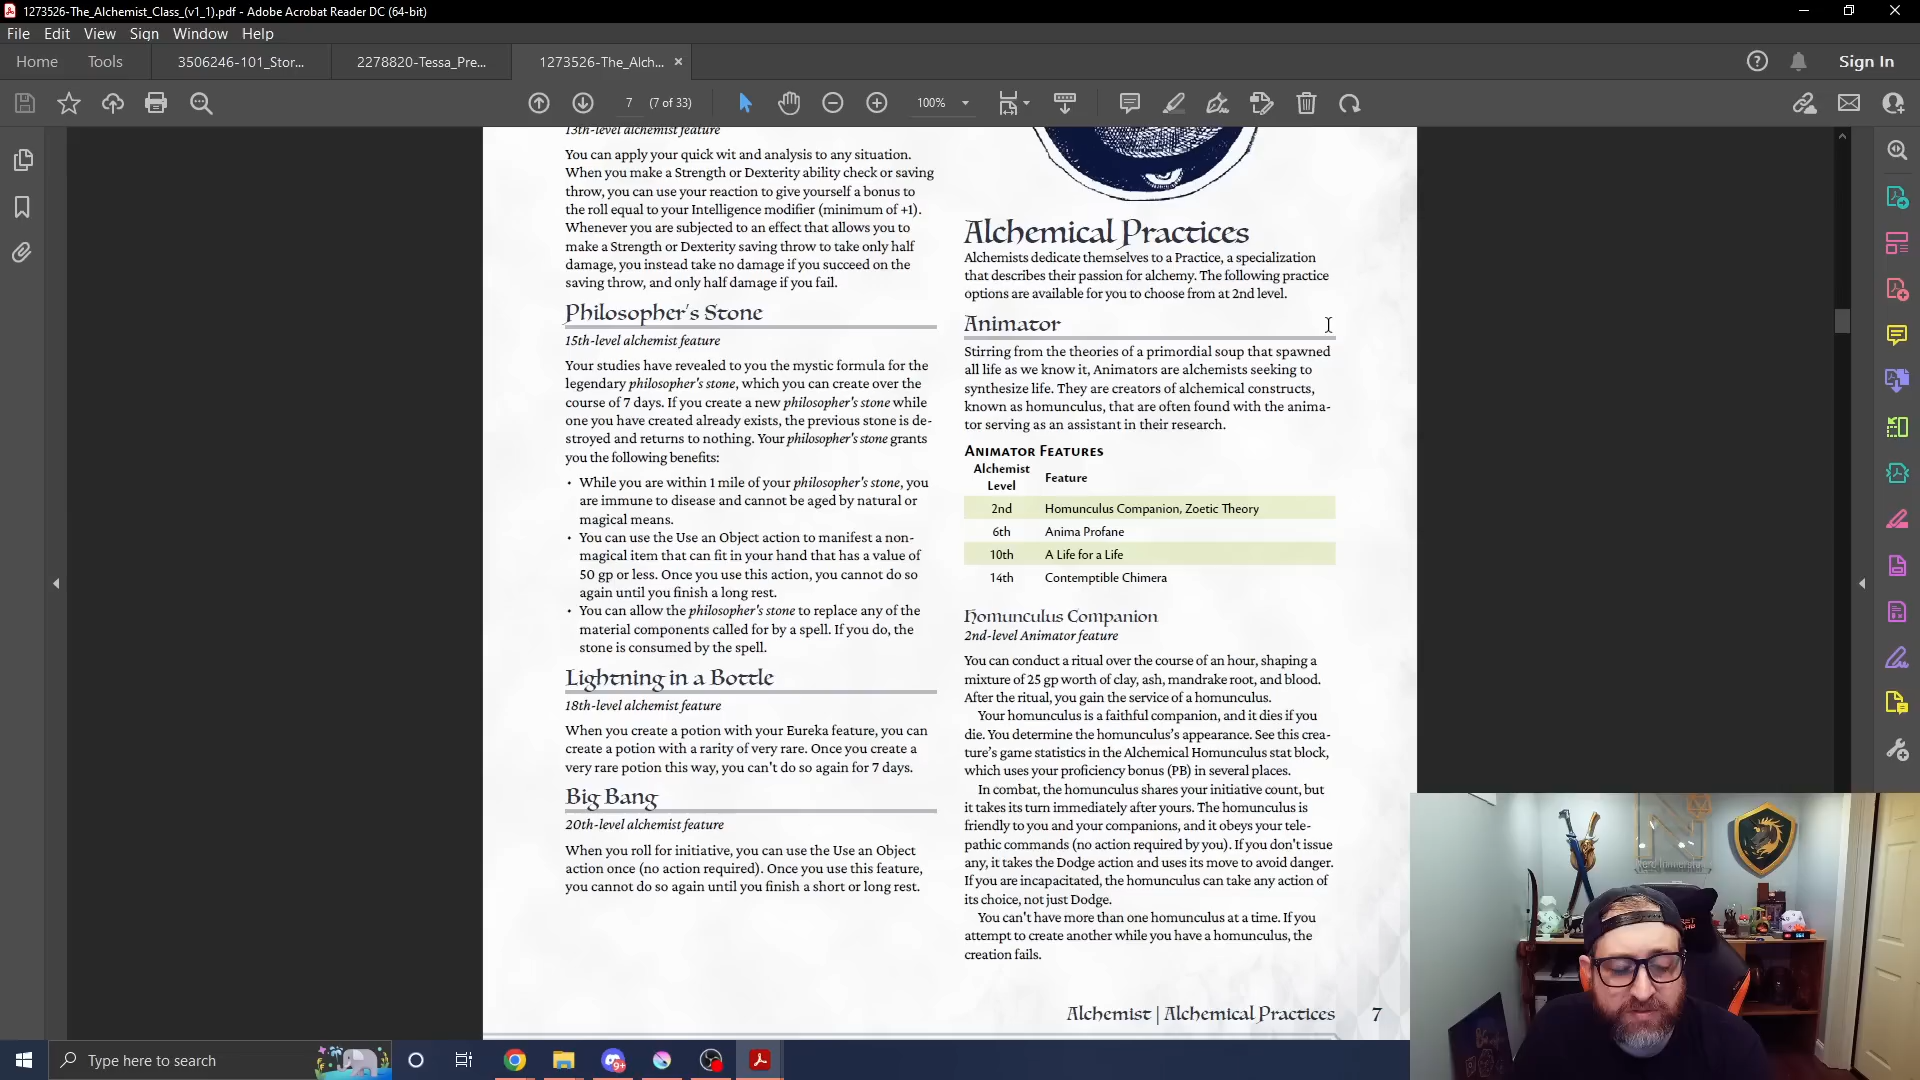 1273526-The_Alchemist_Class_(v1_1).pdf - Adobe Acrobat Reader DC (64-bit)
File Edit View Sign Window Help
Home Tools 3506246-101_Stor... 2278820-Tessa_Pre... 1273526-The_Alch... Sign In
7 (7 of 33) 100%
13th-level alchemist feature
You can apply your quick wit and analysis to any situation.
When you make a Strength or Dexterity ability check or saving
throw, you can use your reaction to give yourself a bonus to
the roll equal to your Intelligence modifier (minimum of +1).
Whenever you are subjected to an effect that allows you to
make a Strength or Dexterity saving throw to take only half
damage, you instead take no damage if you succeed on the
saving throw, and only half damage if you fail.
Philosopher's Stone
15th-level alchemist feature
Your studies have revealed to you the mystic formula for the
legendary philosopher's stone, which you can create over the
course of 7 days. If you create a new philosopher's stone while
one you have created already exists, the previous stone is de-
stroyed and returns to nothing. Your philosopher's stone grants
you the following benefits:
• While you are within 1 mile of your philosopher's stone, you
are immune to disease and cannot be aged by natural or
magical means.
• You can use the Use an Object action to manifest a non-
magical item that can fit in your hand that has a value of
50 gp or less. Once you use this action, you cannot do so
again until you finish a long rest.
• You can allow the philosopher's stone to replace any of the
material components called for by a spell. If you do, the
stone is consumed by the spell.
Lightning in a Bottle
18th-level alchemist feature
When you create a potion with your Eureka feature, you can
create a potion with a rarity of very rare. Once you create a
very rare potion this way, you can't do so again for 7 days.
Big Bang
20th-level alchemist feature
When you roll for initiative, you can use the Use an Object
action once (no action required). Once you use this feature,
you cannot do so again until you finish a short or long rest.
Alchemical Practices
Alchemists dedicate themselves to a Practice, a specialization
that describes their passion for alchemy. The following practice
options are available for you to choose from at 2nd level.
Animator
Stirring from the theories of a primordial soup that spawned
all life as we know it, Animators are alchemists seeking to
synthesize life. They are creators of alchemical constructs,
known as homunculus, that are often found with the anima-
tor serving as an assistant in their research.
Animator Features
Alchemist
Level Feature
2nd Homunculus Companion, Zoetic Theory
6th Anima Profane
10th A Life for a Life
14th Contemptible Chimera
Homunculus Companion
2nd-level Animator feature
You can conduct a ritual over the course of an hour, shaping a
mixture of 25 gp worth of clay, ash, mandrake root, and blood.
After the ritual, you gain the service of a homunculus.
Your homunculus is a faithful companion, and it dies if you
die. You determine the homunculus's appearance. See this crea-
ture's game statistics in the Alchemical Homunculus stat block,
which uses your proficiency bonus (PB) in several places.
In combat, the homunculus shares your initiative count, but
it takes its turn immediately after yours. The homunculus is
friendly to you and your companions, and it obeys your tele-
pathic commands (no action required by you). If you don't issue
any, it takes the Dodge action and uses its move to avoid danger.
If you are incapacitated, the homunculus can take any action of
its choice, not just Dodge.
You can't have more than one homunculus at a time. If you
attempt to create another while you have a homunculus, the
creation fails.
Alchemist | Alchemical Practices 7
Type here to search
9+